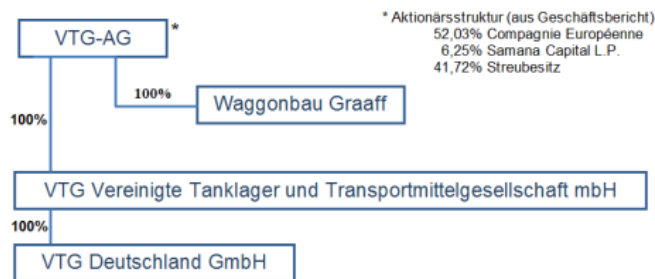 VTG-AG *
* Aktionärsstruktur (aus Geschäftsbericht)
52,03% Compagnie Européenne
6,25% Samana Capital L.P.
41,72% Streubesitz
100%
Waggonbau Graaff
100%
VTG Vereinigte Tanklager und Transportmittelgesellschaft mbH
100%
VTG Deutschland GmbH